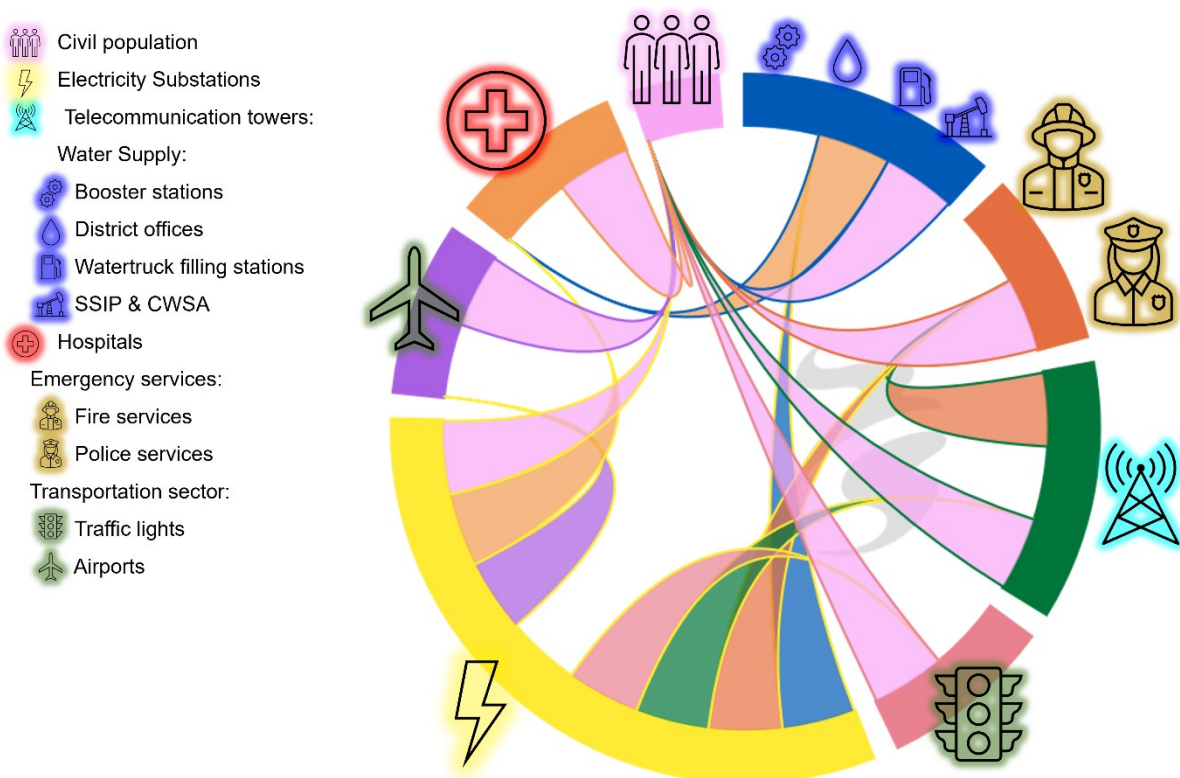 Civil population
Electricity Substations
Telecommunication towers:
Water Supply:
Booster stations
District offices
Watertruck filling stations
SSIP & CWSA
Hospitals
Emergency services:
Fire services
Police services
Transportation sector:
Traffic lights
Airports